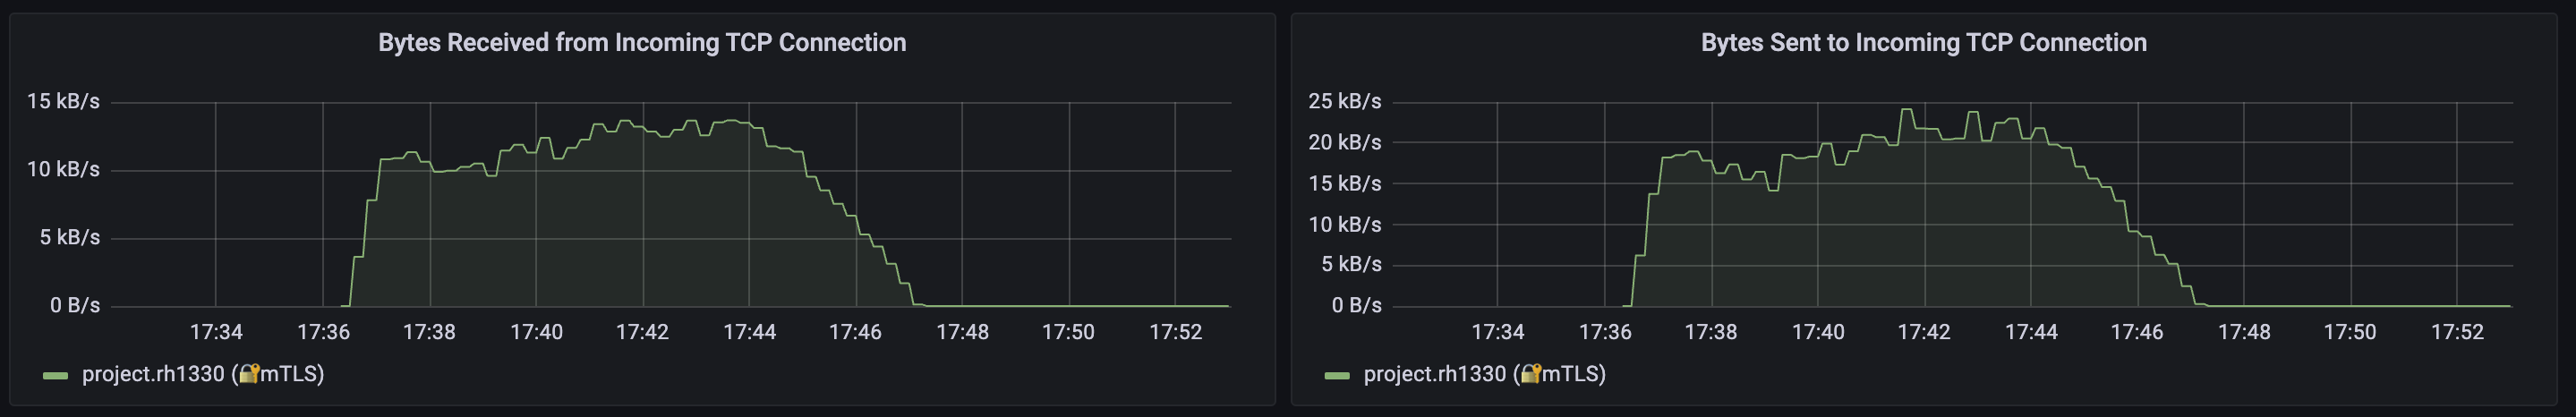 Bytes Received from Incoming TCP Connection
15 kB/s
10 kB/s
5 kB/s
0 B/s
17:34 17:36 17:38 17:40 17:42 17:44 17:46 17:48 17:50 17:52
project.rh1330 (🔐mTLS)
Bytes Sent to Incoming TCP Connection
25 kB/s
20 kB/s
15 kB/s
10 kB/s
5 kB/s
0 B/s
17:34 17:36 17:38 17:40 17:42 17:44 17:46 17:48 17:50 17:52
project.rh1330 (🔐mTLS)